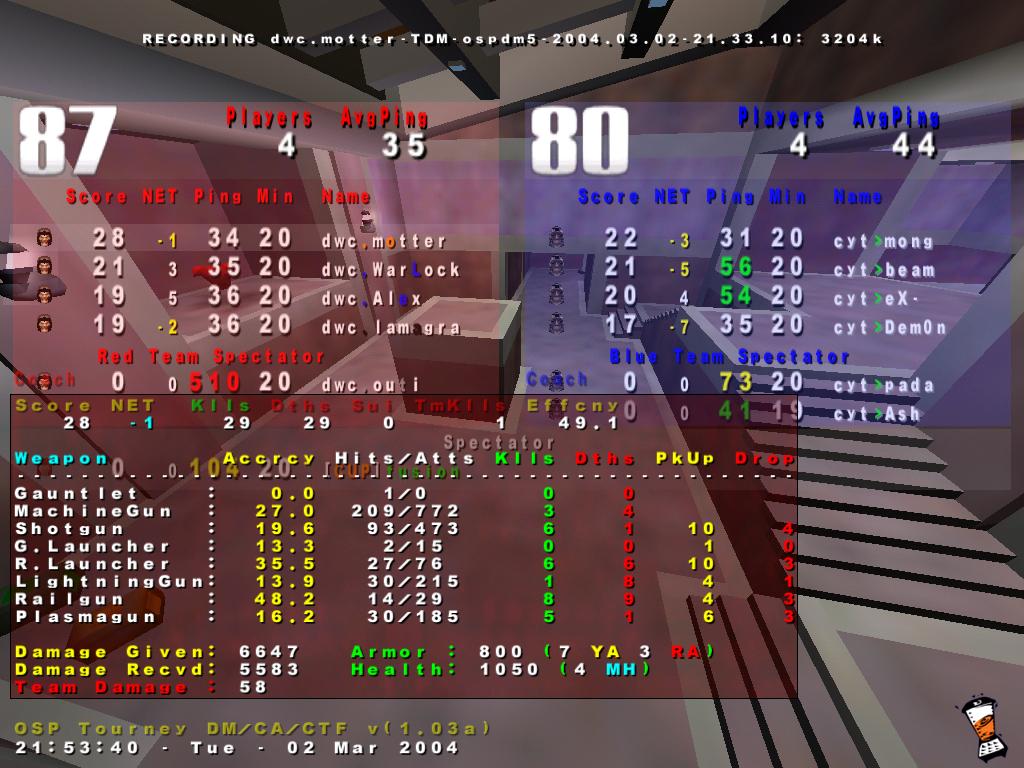 RECORDING dwc.motter-TDM-ospdm5-2004.03.02-21.33.10: 3204k
87 Players AvgPing
4 35
Score NET Ping Min Name
28 -1 34 20 dwc.motter
21 3 35 20 dwc.WarLock
19 5 36 20 dwc.Alex
19 -2 36 20 dwc.lamagra
Red Team Spectator
Coach 0 0 510 20 dwc.outi
80 Players AvgPing
4 44
Score NET Ping Min Name
22 -3 31 20 cyt>mong
21 -5 56 20 cyt>beam
20 4 54 20 cyt>eX-
17 -7 35 20 cyt>Dem0n
Blue Team Spectator
Coach 0 0 73 20 cyt>pada
0 0 41 19 cyt>Ash
Spectator
0 0 104 20 [CUP]fusion
Score NET Klls Dths Sui TmKlls Effcny
28 -1 29 29 0 1 49.1
Weapon Accrcy Hits/Atts Klls Dths PkUp Drop
Gauntlet : 0.0 1/0 0 0
MachineGun : 27.0 209/772 3 4
Shotgun : 19.6 93/473 6 1 10 4
G.Launcher : 13.3 2/15 0 0 1 0
R.Launcher : 35.5 27/76 6 6 10 3
LightningGun: 13.9 30/215 1 8 4 1
Railgun : 48.2 14/29 8 9 4 3
Plasmagun : 16.2 30/185 5 1 6 3
Damage Given: 6647 Armor : 800 (7 YA 3 RA)
Damage Recvd: 5583 Health: 1050 (4 MH)
Team Damage : 58
OSP Tourney DM/CA/CTF v(1.03a)
21:53:40 - Tue - 02 Mar 2004